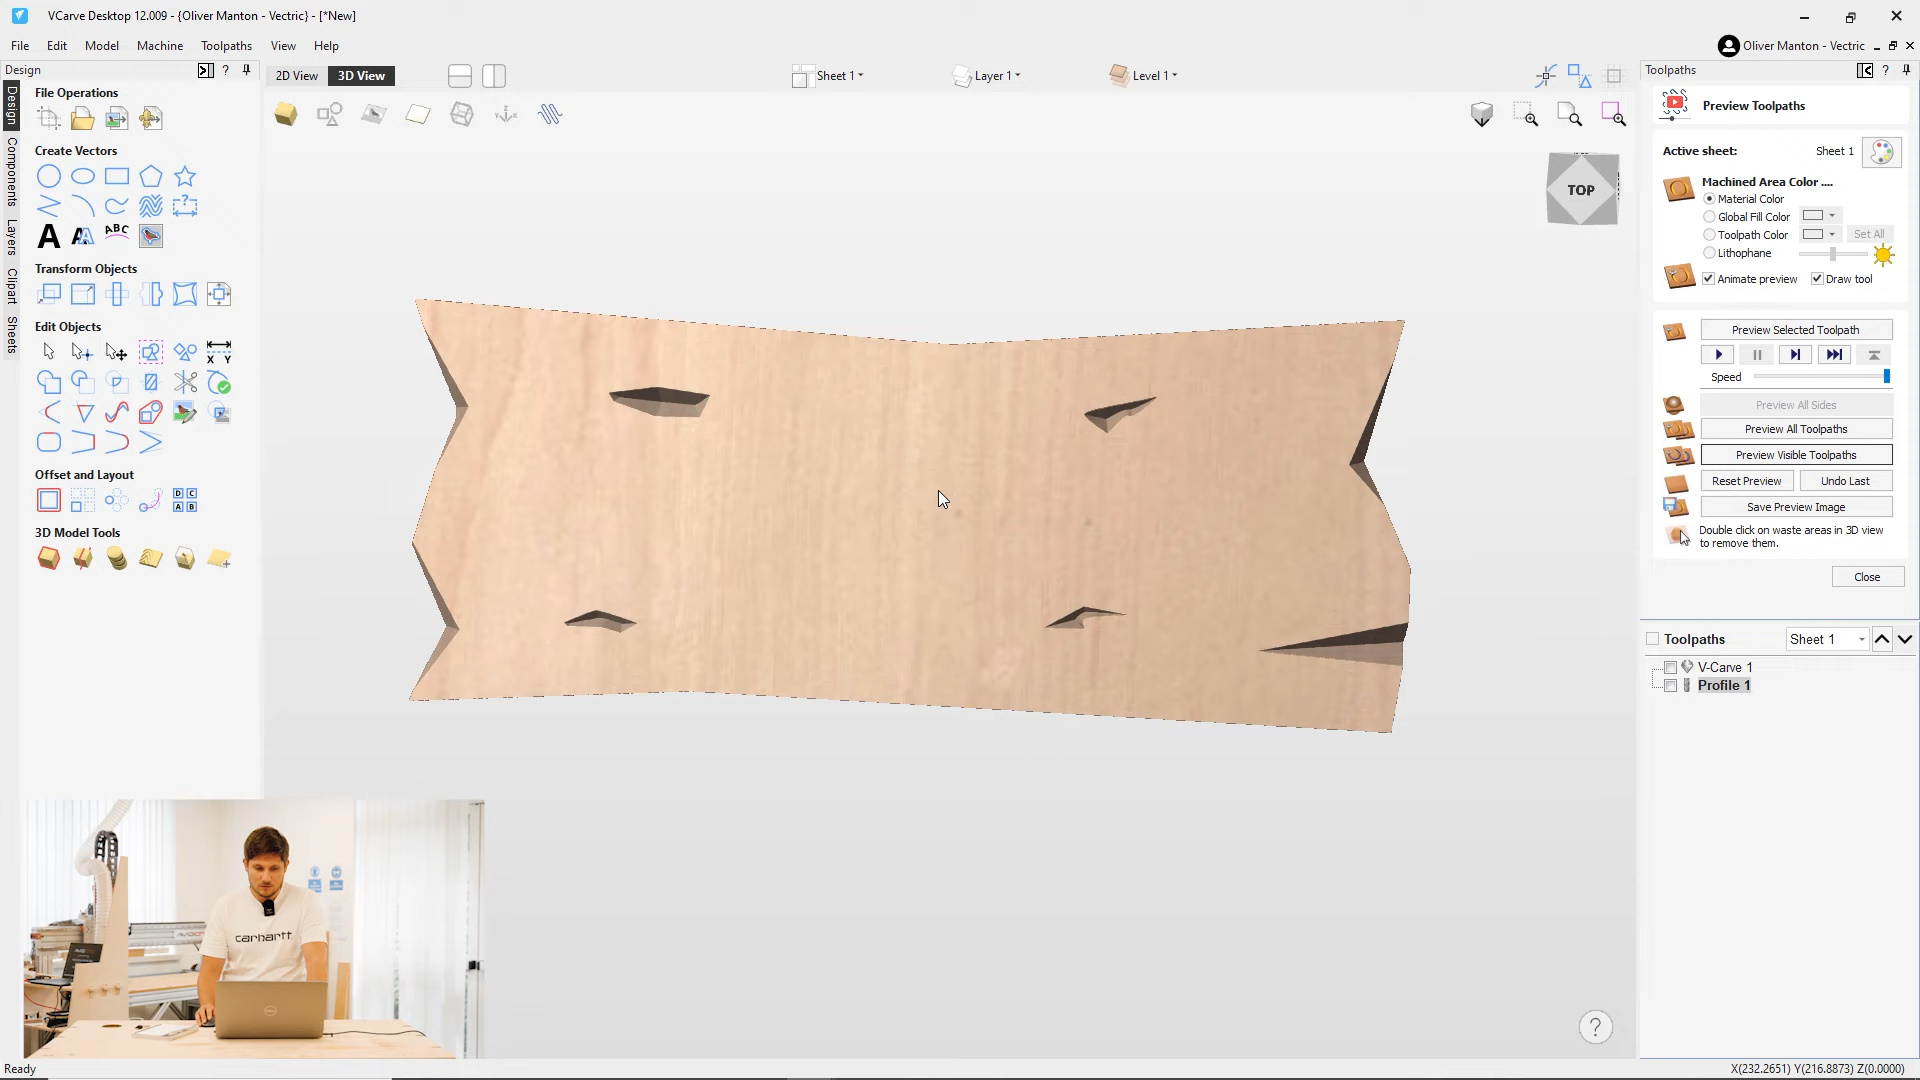 VCarve Desktop 12.009 - {Oliver Manton - Vectric} - [*New]
File Edit Model Machine Toolpaths View Help
Oliver Manton - Vectric
Design
2D View 3D View
Sheet 1
Layer 1
Level 1
Toolpaths
Design
Components
Layers
Clipart
Sheets
File Operations
Create Vectors
A
A
ABC
Transform Objects
Edit Objects
X Y
Offset and Layout
D C
A B
3D Model Tools
TOP
carhartt
Preview Toolpaths
Active sheet: Sheet 1
Machined Area Color ....
Material Color
Global Fill Color
Toolpath Color Set All
Lithophane
Animate preview Draw tool
Preview Selected Toolpath
Speed
Preview All Sides
Preview All Toolpaths
Preview Visible Toolpaths
Reset Preview Undo Last
Save Preview Image
Double click on waste areas in 3D view
to remove them.
Close
Toolpaths Sheet 1
V-Carve 1
Profile 1
Ready
X(232.2651) Y(216.8873) Z(0.0000)